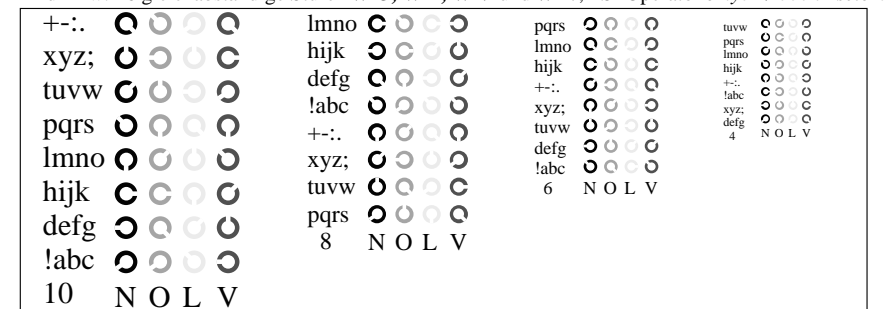 +-:.
xyz;
tuvw
pqrs
lmno
hijk
defg
!abc
10 N O L V
lmno
hijk
defg
!abc
+-:.
xyz;
tuvw
pqrs
8 N O L V
pqrs
lmno
hijk
+-:.
xyz;
tuvw
defg
!abc
6 N O L V
tuvw
pqrs
lmno
hijk
+-:.
!abc
xyz;
defg
4 N O L V